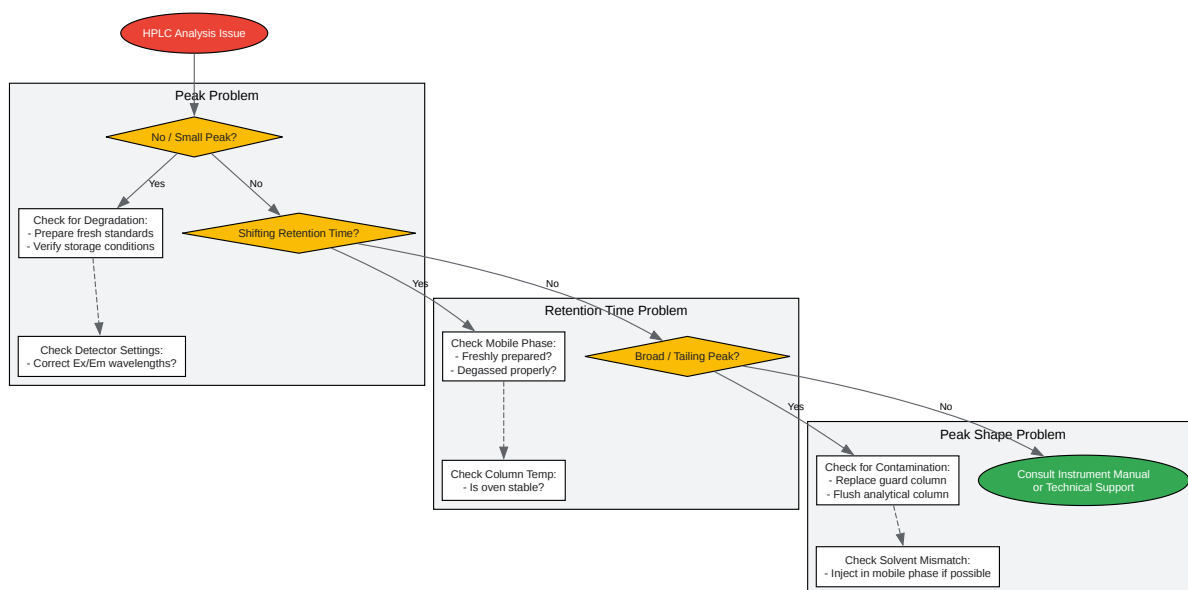 HPLC Analysis Issue
Peak Problem
No / Small Peak?
Yes
No
Check for Degradation:
- Prepare fresh standards
- Verify storage conditions
Shifting Retention Time?
Check Detector Settings:
- Correct Ex/Em wavelengths?
Yes
No
Retention Time Problem
Check Mobile Phase:
- Freshly prepared?
- Degassed properly?
Broad / Tailing Peak?
Check Column Temp:
- Is oven stable?
Yes
No
Peak Shape Problem
Check for Contamination:
- Replace guard column
- Flush analytical column
Consult Instrument Manual
or Technical Support
Check Solvent Mismatch:
- Inject in mobile phase if possible